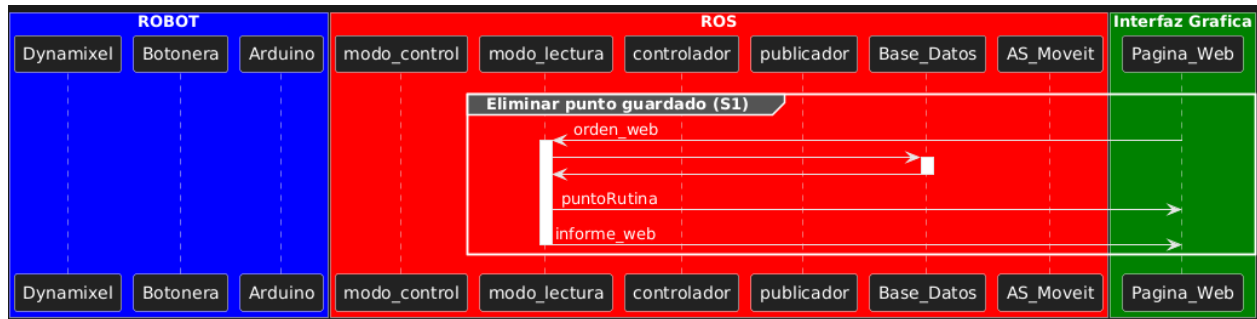 ROBOT ROS Interfaz Grafica
Dynamixel Botonera Arduino modo_control modo_lectura controlador publicador Base_Datos AS_Moveit Pagina_Web
Eliminar punto guardado (S1)
orden_web
puntoRutina
informe_web
Dynamixel Botonera Arduino modo_control modo_lectura controlador publicador Base_Datos AS_Moveit Pagina_Web